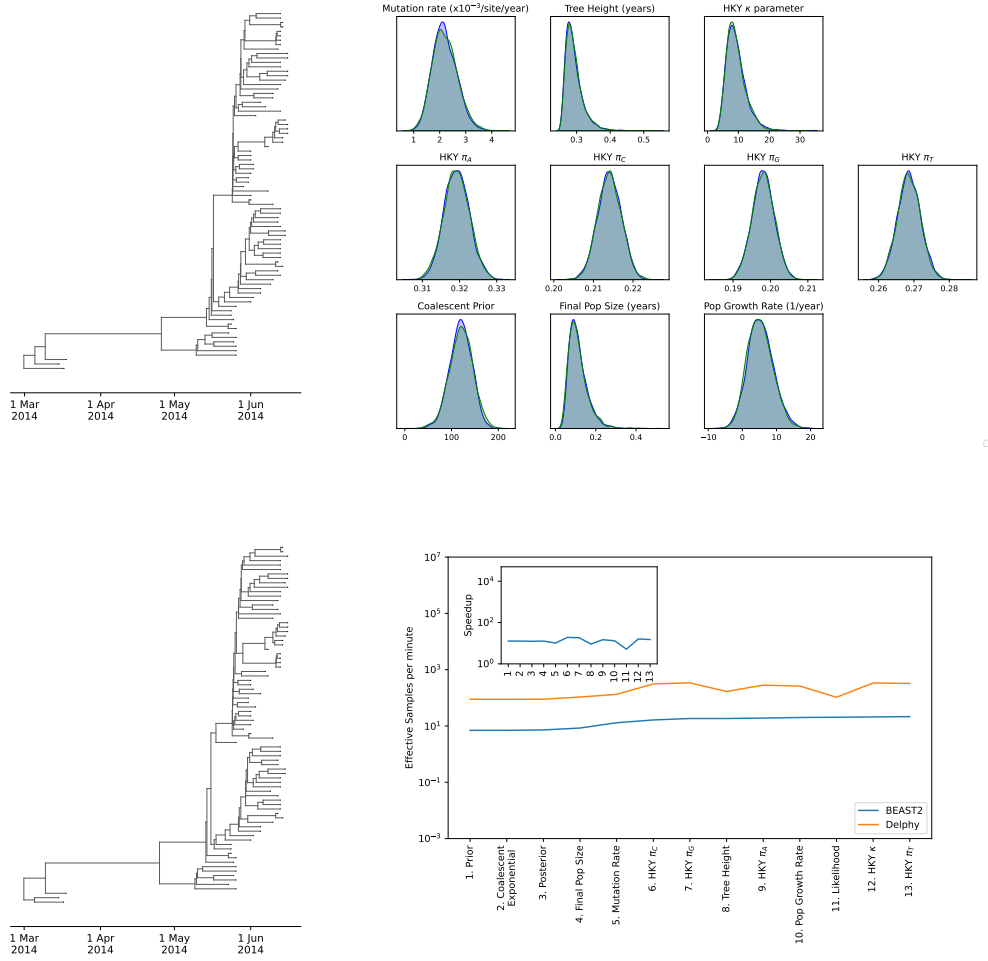 Mutation rate (x10⁻³/site/year)
Tree Height (years)
HKY κ parameter
1 2 3 4
0.3 0.4 0.5
0 10 20 30
HKY π_A
HKY π_C
HKY π_G
HKY π_T
0.31 0.32 0.33
0.20 0.21 0.22
0.19 0.20 0.21
0.26 0.27 0.28
Coalescent Prior
Final Pop Size (years)
Pop Growth Rate (1/year)
0 100 200
0.0 0.2 0.4
−10 0 10 20
1 Mar
2014
1 Apr
2014
1 May
2014
1 Jun
2014
C
10⁷
10⁵
10³
10¹
10⁻¹
10⁻³
Effective Samples per minute
10⁴
10²
10⁰
Speedup
1 2 3 4 5 6 7 8 9 10 11 12 13
BEAST2
Delphy
1. Prior
2. Coalescent
Exponential
3. Posterior
4. Final Pop Size
5. Mutation Rate
6. HKY π_C
7. HKY π_G
8. Tree Height
9. HKY π_A
10. Pop Growth Rate
11. Likelihood
12. HKY κ
13. HKY π_T
1 Mar
2014
1 Apr
2014
1 May
2014
1 Jun
2014